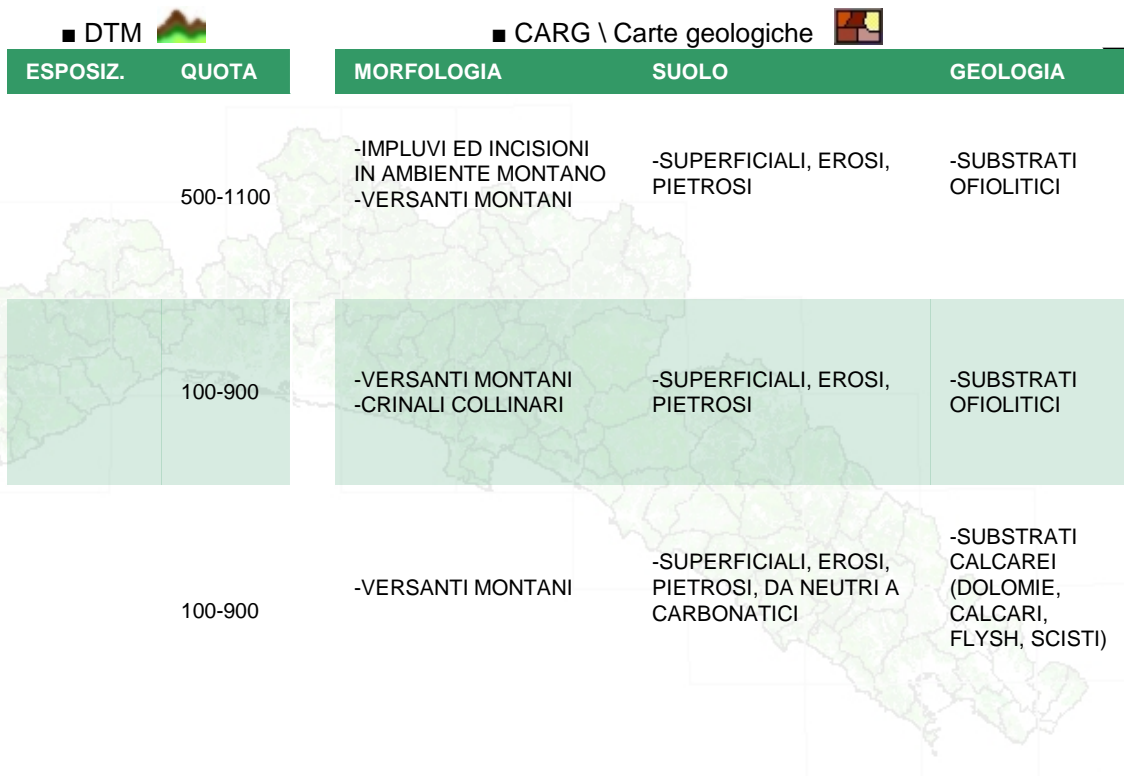 ■ DTM
■ CARG \ Carte geologiche
ESPOSIZ. QUOTA MORFOLOGIA SUOLO GEOLOGIA
500-1100
-IMPLUVI ED INCISIONI
IN AMBIENTE MONTANO
-VERSANTI MONTANI
-SUPERFICIALI, EROSI,
PIETROSI
-SUBSTRATI
OFIOLITICI
100-900
-VERSANTI MONTANI
-CRINALI COLLINARI
-SUPERFICIALI, EROSI,
PIETROSI
-SUBSTRATI
OFIOLITICI
100-900
-VERSANTI MONTANI
-SUPERFICIALI, EROSI,
PIETROSI, DA NEUTRI A
CARBONATICI
-SUBSTRATI
CALCAREI
(DOLOMIE,
CALCARI,
FLYSH, SCISTI)